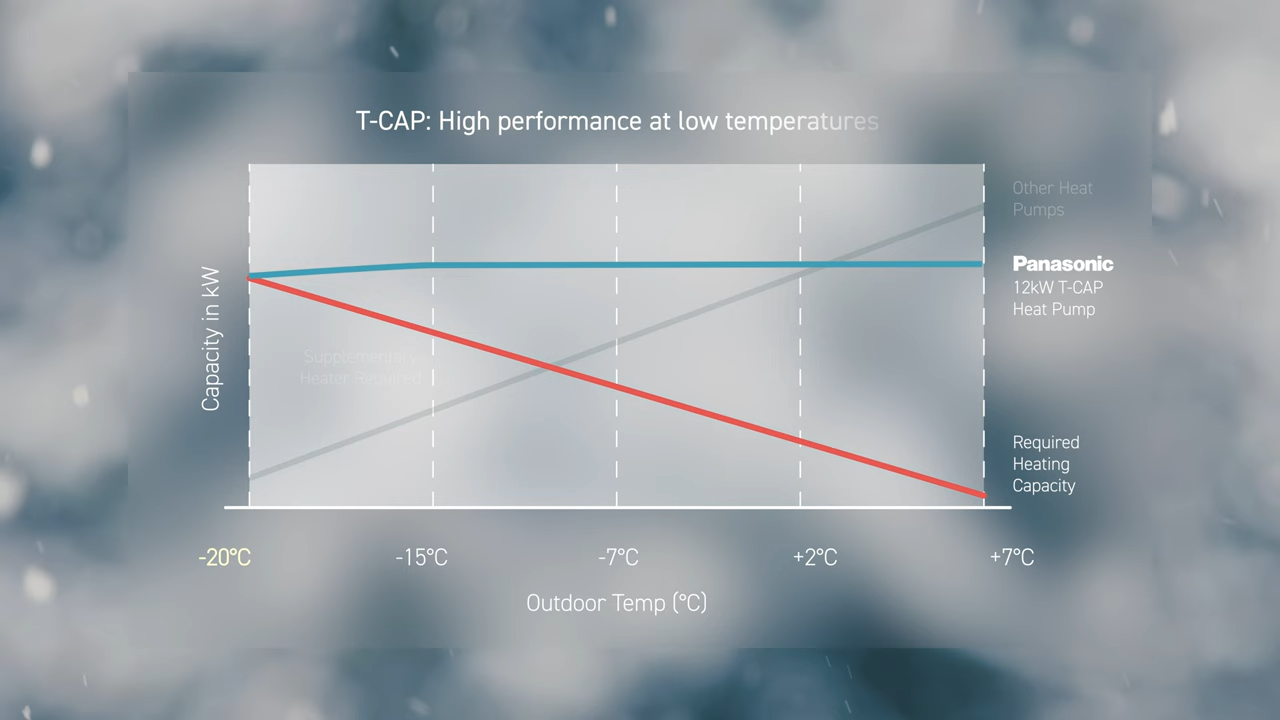 T-CAP: High performance at low temperatures
Other Heat
Pumps
Panasonic
12kW T-CAP
Heat Pump
Capacity in kW
Supplementary
Heater Required
Required
Heating
Capacity
-20°C
-15°C
-7°C
+2°C
+7°C
Outdoor Temp (°C)